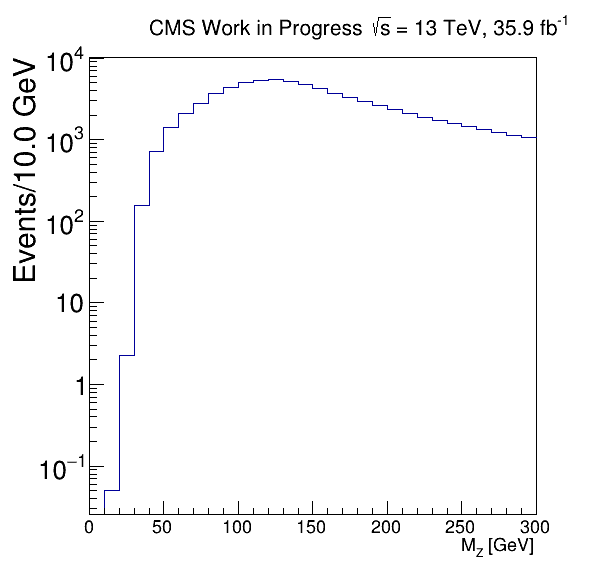 CMS Work in Progress √s = 13 TeV, 35.9 fb⁻¹
Events/10.0 GeV
10⁴
10³
10²
10
1
10⁻¹
0 50 100 150 200 250 300
M_Z [GeV]